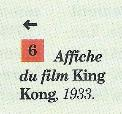 6 Affiche
du film King
Kong, 1933.